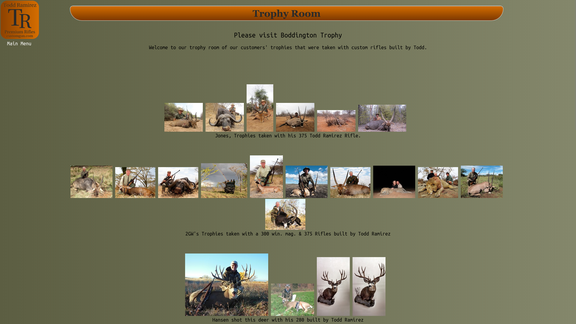 Todd Ramirez
TR
Trophy Room
Main Menu
Please visit Boddington Trophy
Welcome to our trophy room of our customers' trophies that were taken with custom rifles built by Todd.
Jones, Trophies taken with his 375 Todd Ramirez Rifle.
2GW's Trophies taken with a 300 win. mag. & 375 Rifles built by Todd Ramirez
Hansen shot this deer with his 280 built by Todd Ramirez